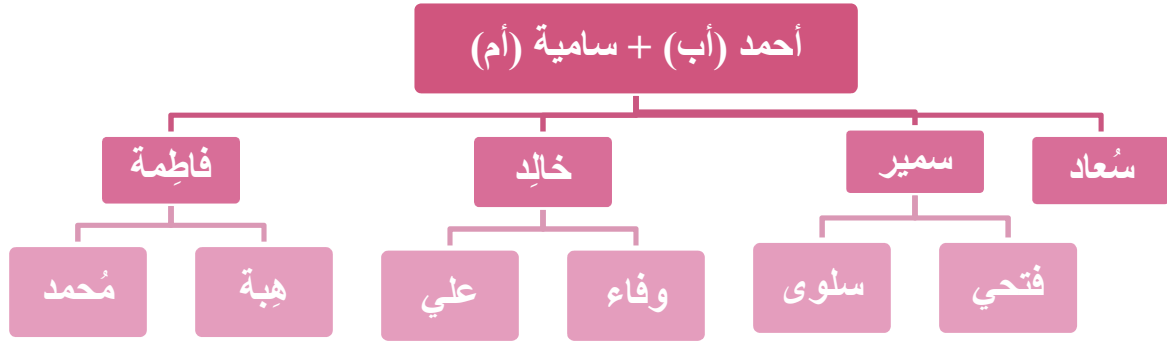 أحمد (أب) + سامية (أم)
سُعاد
سمير
خالِد
فاطِمة
فتحي
سلوى
وفاء
علي
هِبة
مُحمد